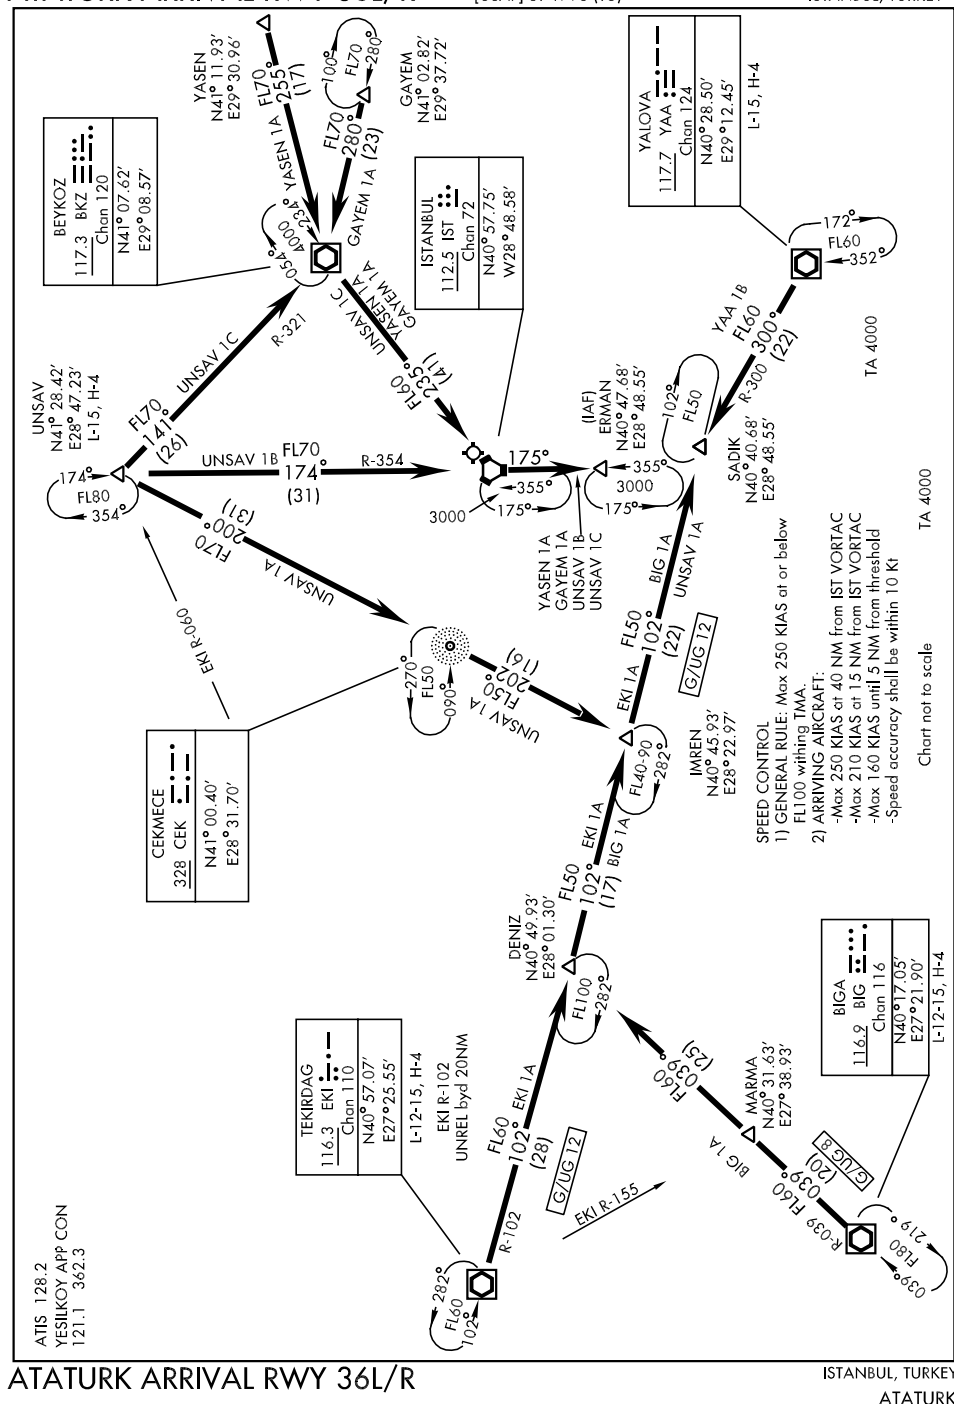 ATIS 128.2
YESILKOY APP CON
121.1 362.3
BEYKOZ
117.3 BKZ
Chan 120
N41° 07.62′
E29° 08.57′
YASEN
N41° 11.93′
E29° 30.96′
GAYEM
N41° 02.82′
E29° 37.72′
FL70
255°
(17)
YASEN 1A
100°
FL70
280°
FL70
280°
(23)
GAYEM 1A
054°
4000
234°
ISTANBUL
112.5 IST
Chan 72
N40° 57.75′
W28° 48.58′
YALOVA
117.7 YAA
Chan 124
N40° 28.50′
E29° 12.45′
L-15, H-4
172°
FL60
352°
YAA 1B
FL60
300°
(22)
R-300
TA 4000
UNSAV
N41° 28.42′
E28° 47.23′
L-15, H-4
174°
FL80
354°
UNSAV 1C
R-321
FL70
141°
(26)
UNSAV 1C
YASEN 1A
GAYEM 1A
FL60
235°
(41)
UNSAV 1B
FL70
174°
(31)
R-354
175°
355°
175°
3000
(IAF)
ERMAN
N40° 47.68′
E28° 48.55′
355°
3000
175°
YASEN 1A
GAYEM 1A
UNSAV 1B
UNSAV 1C
102°
FL50
SADIK
N40° 40.68′
E28° 48.55′
TA 4000
FL70
200°
(31)
UNSAV 1A
EKI R-060
CEKMECE
328 CEK
N41° 00.40′
E28° 31.70′
270°
FL50
090°
FL50
202°
(16)
UNSAV 1A
EKI 1A
BIG 1A
UNSAV 1A
FL50
102°
(22)
G/UG 12
IMREN
N40° 45.93′
E28° 22.97′
FL40-90
282°
SPEED CONTROL
1) GENERAL RULE: Max 250 KIAS at or below
FL100 withing TMA.
2) ARRIVING AIRCRAFT:
-Max 250 KIAS at 40 NM from IST VORTAC
-Max 210 KIAS at 15 NM from IST VORTAC
-Max 160 KIAS until 5 NM from threshold
-Speed accuracy shall be within 10 Kt
Chart not to scale
DENIZ
N40° 49.93′
E28° 01.30′
FL100
282°
FL50
102°
(17)
EKI 1A
BIG 1A
TEKIRDAG
116.3 EKI
Chan 110
N40° 57.07′
E27° 25.55′
L-12-15, H-4
EKI R-102
UNREL byd 20NM
282°
FL60
102°
R-102
FL60
102°
(28)
EKI 1A
G/UG 12
EKI R-155
FL60
039°
(25)
MARMA
N40° 31.63′
E27° 38.93′
BIG 1A
FL60
039°
(20)
R-039
G/UG 8
219°
FL80
039°
BIGA
116.9 BIG
Chan 116
N40° 17.05′
E27° 21.90′
L-12-15, H-4
ATATURK ARRIVAL RWY 36L/R
ISTANBUL, TURKEY
ATATURK